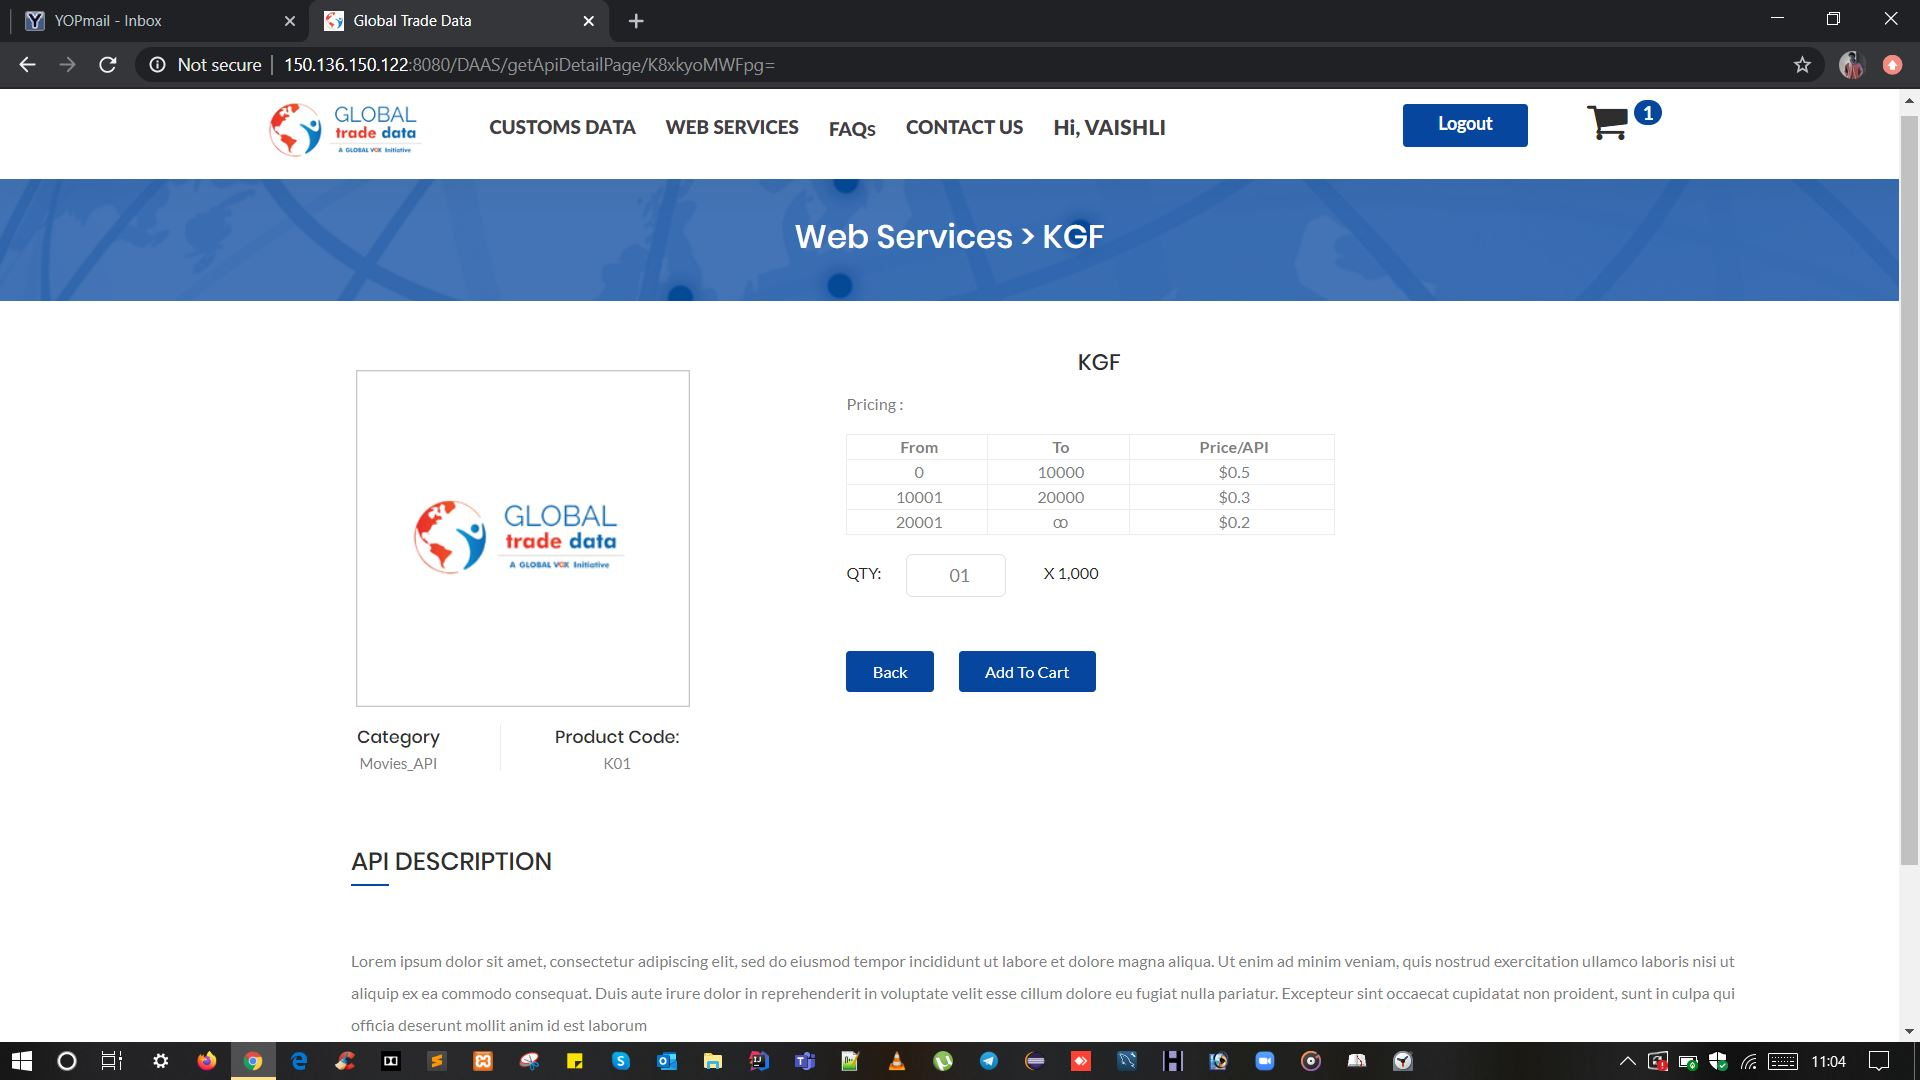 YOPmail - Inbox
Global Trade Data
Not secure
150.136.150.122:8080/DAAS/getApiDetailPage/K8xkyoMWFpg=
GLOBAL
trade data
A GLOBAL VOX Initiative
CUSTOMS DATA
WEB SERVICES
FAQs
CONTACT US
Hi, VAISHLI
Logout
1
Web Services > KGF
KGF
Pricing :
From To Price/API
0 10000 $0.5
10001 20000 $0.3
20001 ꝏ $0.2
QTY: 01 X 1,000
Back
Add To Cart
GLOBAL
trade data
A GLOBAL VOX Initiative
Category
Movies_API
Product Code:
K01
API DESCRIPTION
Lorem ipsum dolor sit amet, consectetur adipiscing elit, sed do eiusmod tempor incididunt ut labore et dolore magna aliqua. Ut enim ad minim veniam, quis nostrud exercitation ullamco laboris nisi ut
aliquip ex ea commodo consequat. Duis aute irure dolor in reprehenderit in voluptate velit esse cillum dolore eu fugiat nulla pariatur. Excepteur sint occaecat cupidatat non proident, sunt in culpa qui
officia deserunt mollit anim id est laborum
11:04